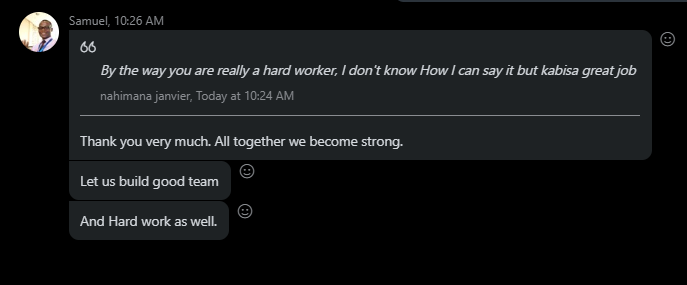 Samuel, 10:26 AM
By the way you are really a hard worker, I don't know How I can say it but kabisa great job
nahimana janvier, Today at 10:24 AM
Thank you very much. All together we become strong.
Let us build good team
And Hard work as well.